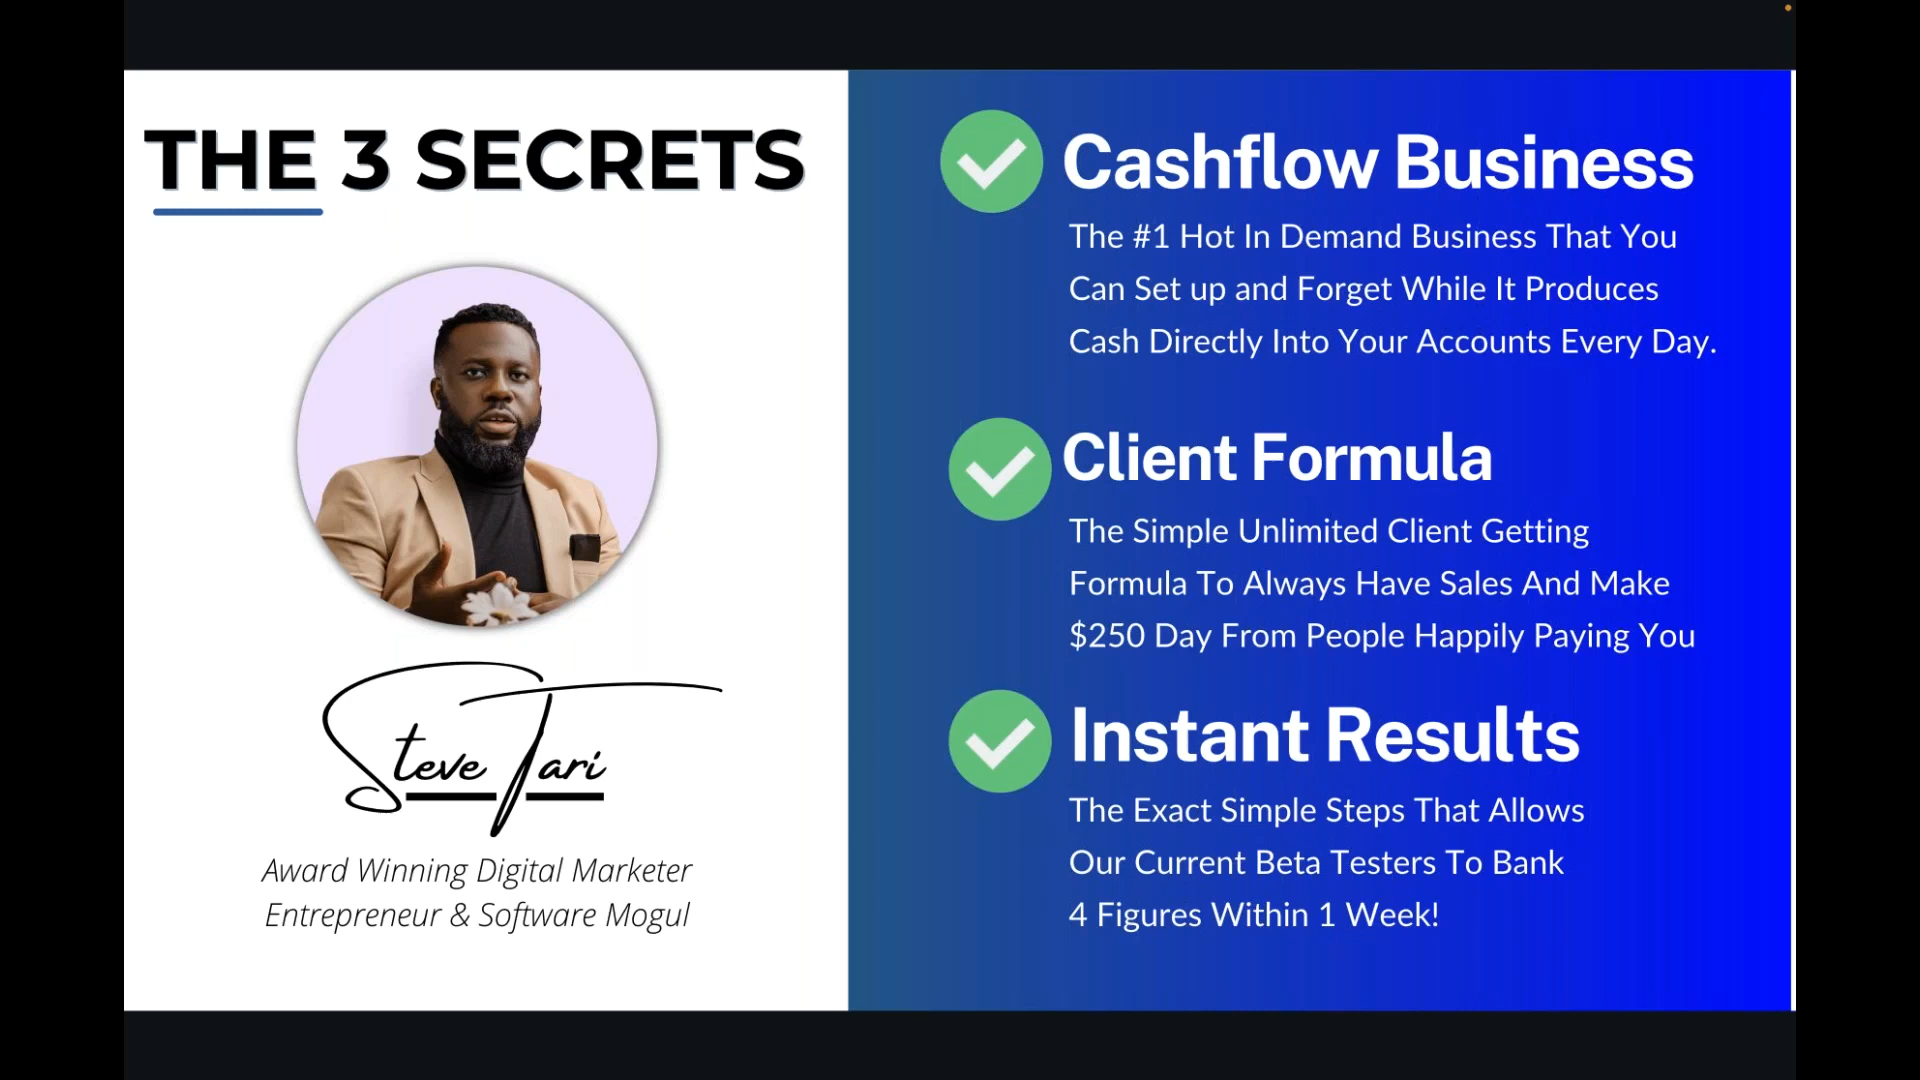 THE 3 SECRETS
Steve Tari
Award Winning Digital Marketer
Entrepreneur & Software Mogul
Cashflow Business
The #1 Hot In Demand Business That You
Can Set up and Forget While It Produces
Cash Directly Into Your Accounts Every Day.
Client Formula
The Simple Unlimited Client Getting
Formula To Always Have Sales And Make
$250 Day From People Happily Paying You
Instant Results
The Exact Simple Steps That Allows
Our Current Beta Testers To Bank
4 Figures Within 1 Week!